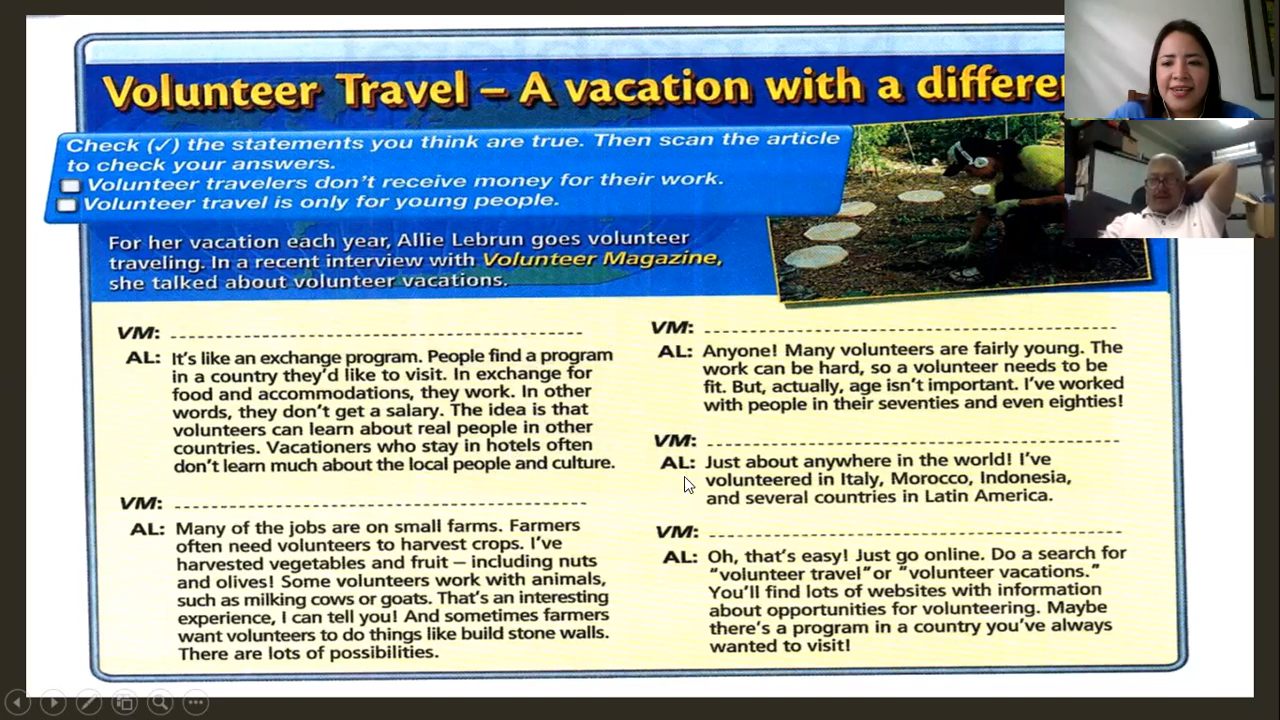 Volunteer Travel – A vacation with a differe
Check (✓) the statements you think are true. Then scan the article
to check your answers.
Volunteer travelers don't receive money for their work.
Volunteer travel is only for young people.
For her vacation each year, Allie Lebrun goes volunteer
traveling. In a recent interview with Volunteer Magazine,
she talked about volunteer vacations.
VM:
AL: It's like an exchange program. People find a program
in a country they'd like to visit. In exchange for
food and accommodations, they work. In other
words, they don't get a salary. The idea is that
volunteers can learn about real people in other
countries. Vacationers who stay in hotels often
don't learn much about the local people and culture.
VM:
AL: Many of the jobs are on small farms. Farmers
often need volunteers to harvest crops. I've
harvested vegetables and fruit – including nuts
and olives! Some volunteers work with animals,
such as milking cows or goats. That's an interesting
experience, I can tell you! And sometimes farmers
want volunteers to do things like build stone walls.
There are lots of possibilities.
VM:
AL: Anyone! Many volunteers are fairly young. The
work can be hard, so a volunteer needs to be
fit. But, actually, age isn't important. I've worked
with people in their seventies and even eighties!
VM:
AL: Just about anywhere in the world! I've
volunteered in Italy, Morocco, Indonesia,
and several countries in Latin America.
VM:
AL: Oh, that's easy! Just go online. Do a search for
"volunteer travel" or "volunteer vacations."
You'll find lots of websites with information
about opportunities for volunteering. Maybe
there's a program in a country you've always
wanted to visit!